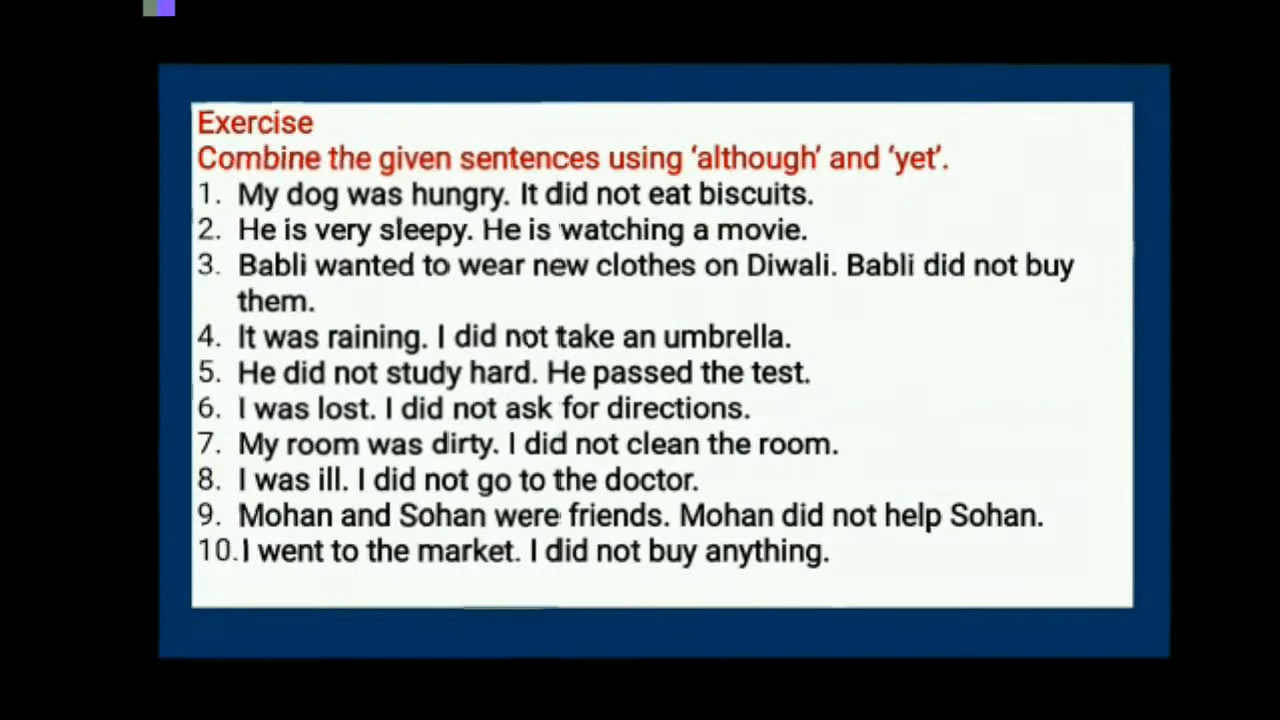 Exercise
Combine the given sentences using ‘although’ and ‘yet’.
1. My dog was hungry. It did not eat biscuits.
2. He is very sleepy. He is watching a movie.
3. Babli wanted to wear new clothes on Diwali. Babli did not buy
them.
4. It was raining. I did not take an umbrella.
5. He did not study hard. He passed the test.
6. I was lost. I did not ask for directions.
7. My room was dirty. I did not clean the room.
8. I was ill. I did not go to the doctor.
9. Mohan and Sohan were friends. Mohan did not help Sohan.
10. I went to the market. I did not buy anything.